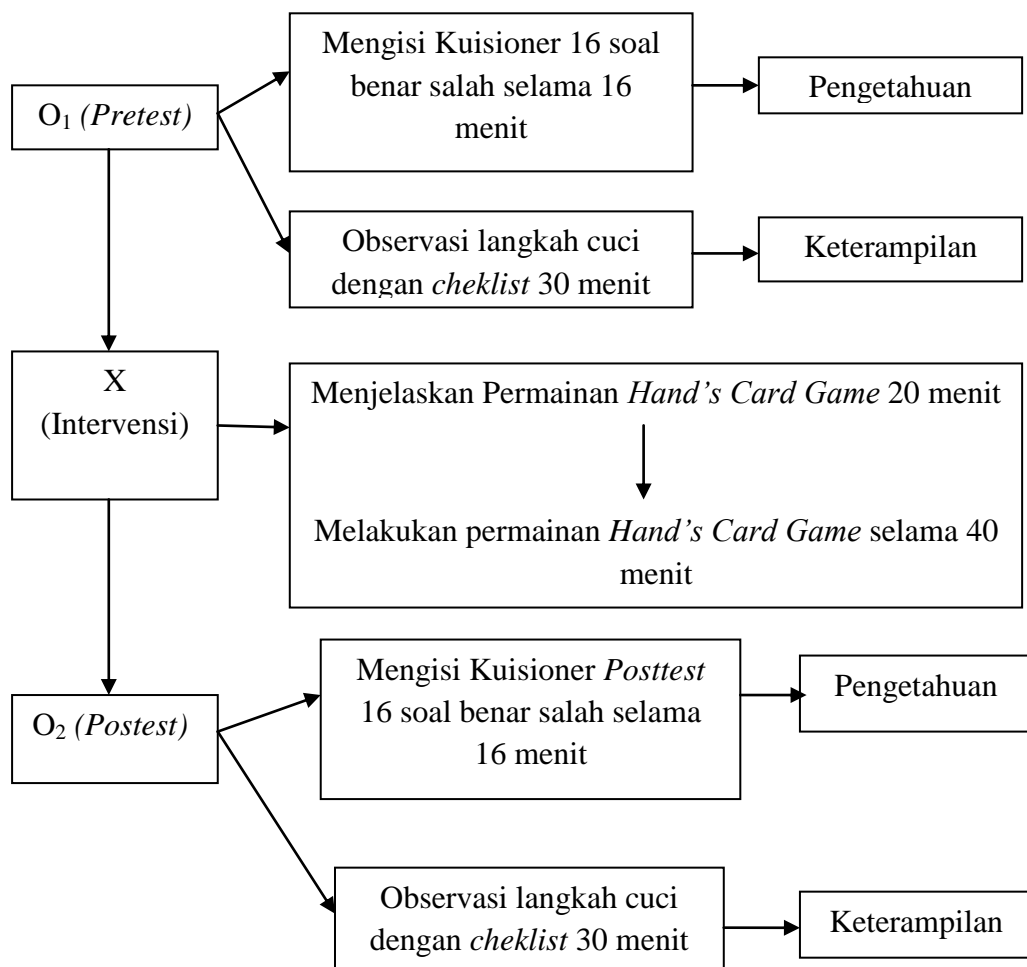 Mengisi Kuisioner 16 soal
benar salah selama 16
menit
Pengetahuan
O₁ (Pretest)
Observasi langkah cuci
dengan cheklist 30 menit
Keterampilan
X
(Intervensi)
Menjelaskan Permainan Hand’s Card Game 20 menit
Melakukan permainan Hand’s Card Game selama 40
menit
Mengisi Kuisioner Posttest
16 soal benar salah selama
16 menit
Pengetahuan
O₂ (Postest)
Observasi langkah cuci
dengan cheklist 30 menit
Keterampilan